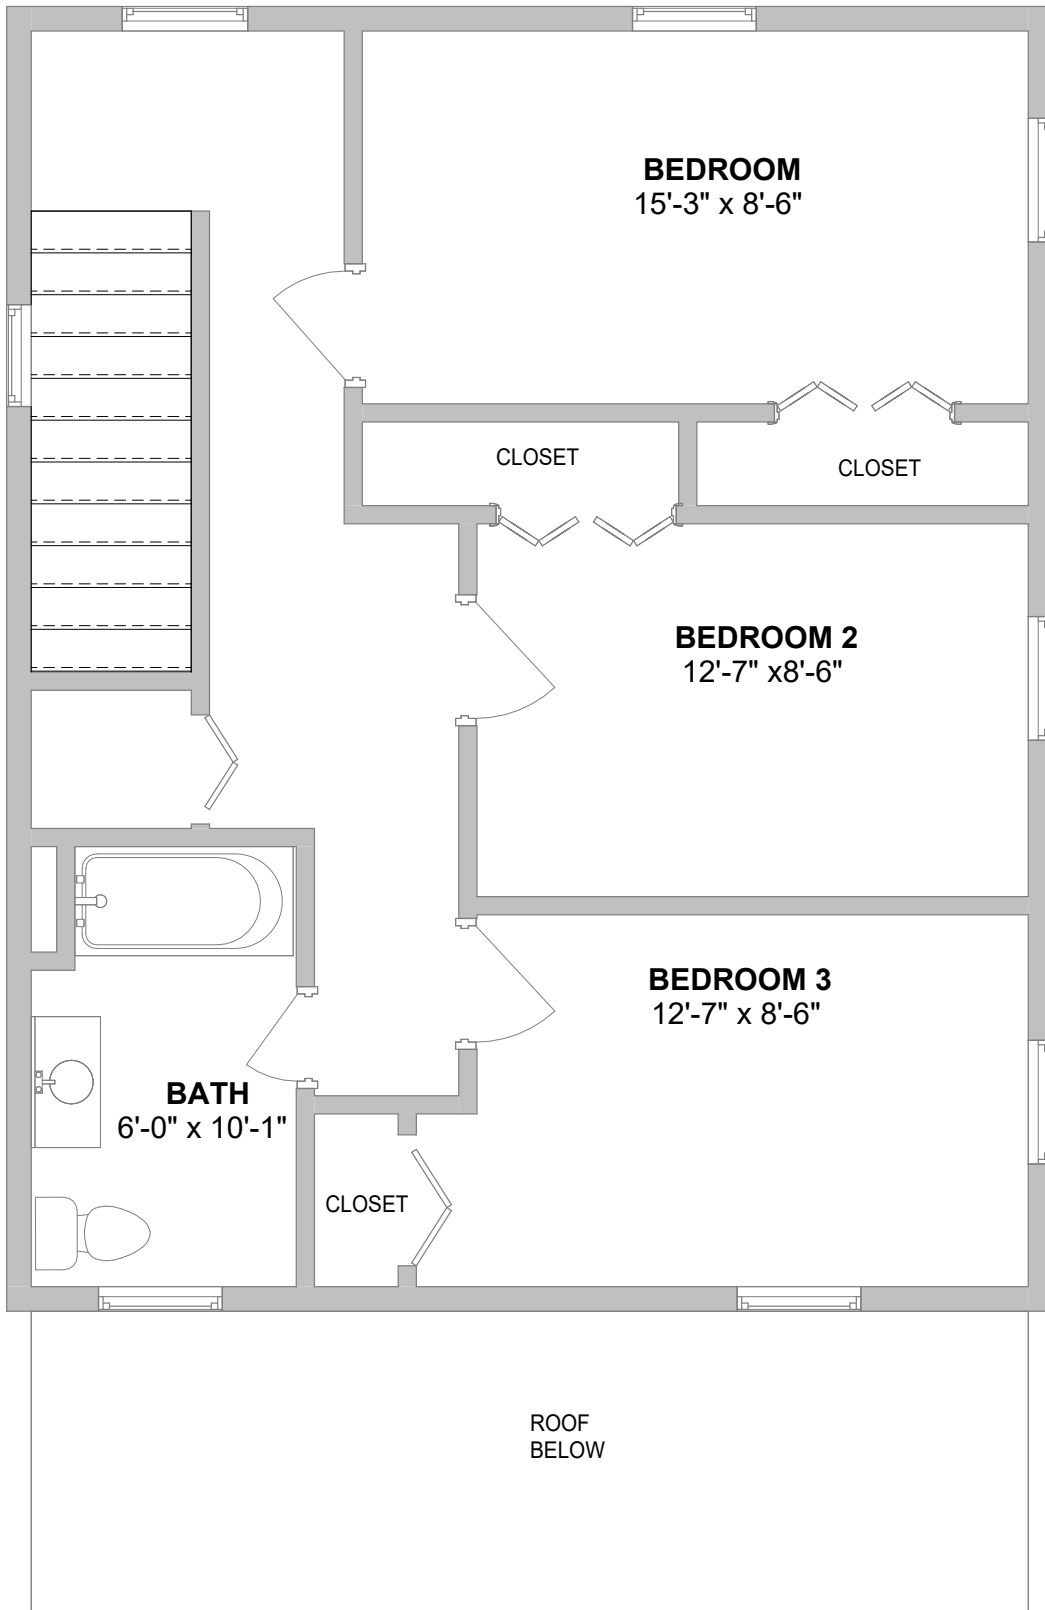 BEDROOM
15'-3" x 8'-6"
CLOSET
CLOSET
BEDROOM 2
12'-7" x8'-6"
BEDROOM 3
12'-7" x 8'-6"
BATH
6'-0" x 10'-1"
CLOSET
ROOF
BELOW